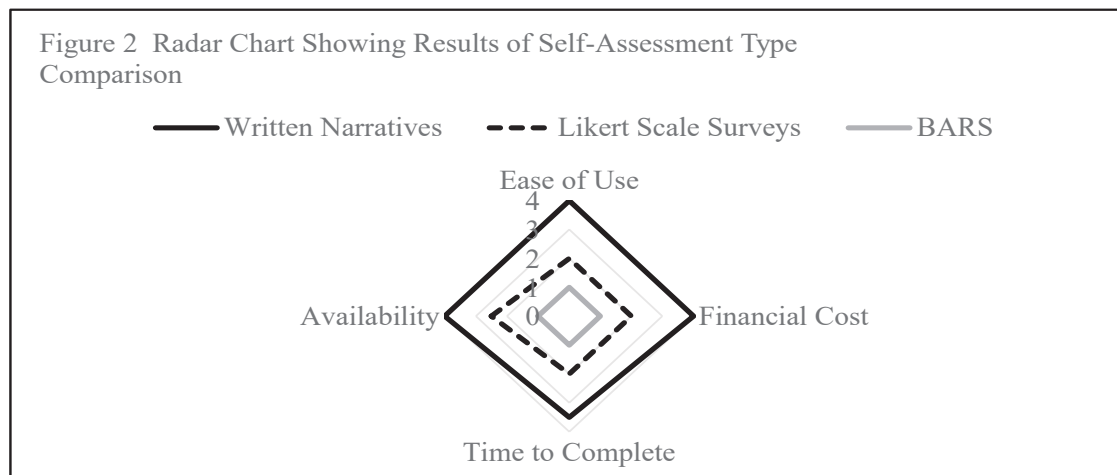 Figure 2 Radar Chart Showing Results of Self-Assessment Type
Comparison
Written Narratives Likert Scale Surveys BARS
Ease of Use
4
3
2
1
Availability 0 Financial Cost
Time to Complete